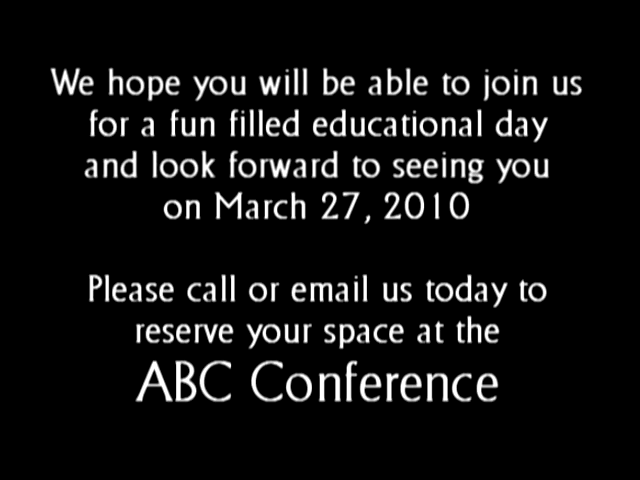 We hope you will be able to join us
for a fun filled educational day
and look forward to seeing you
on March 27, 2010
Please call or email us today to
reserve your space at the
ABC Conference